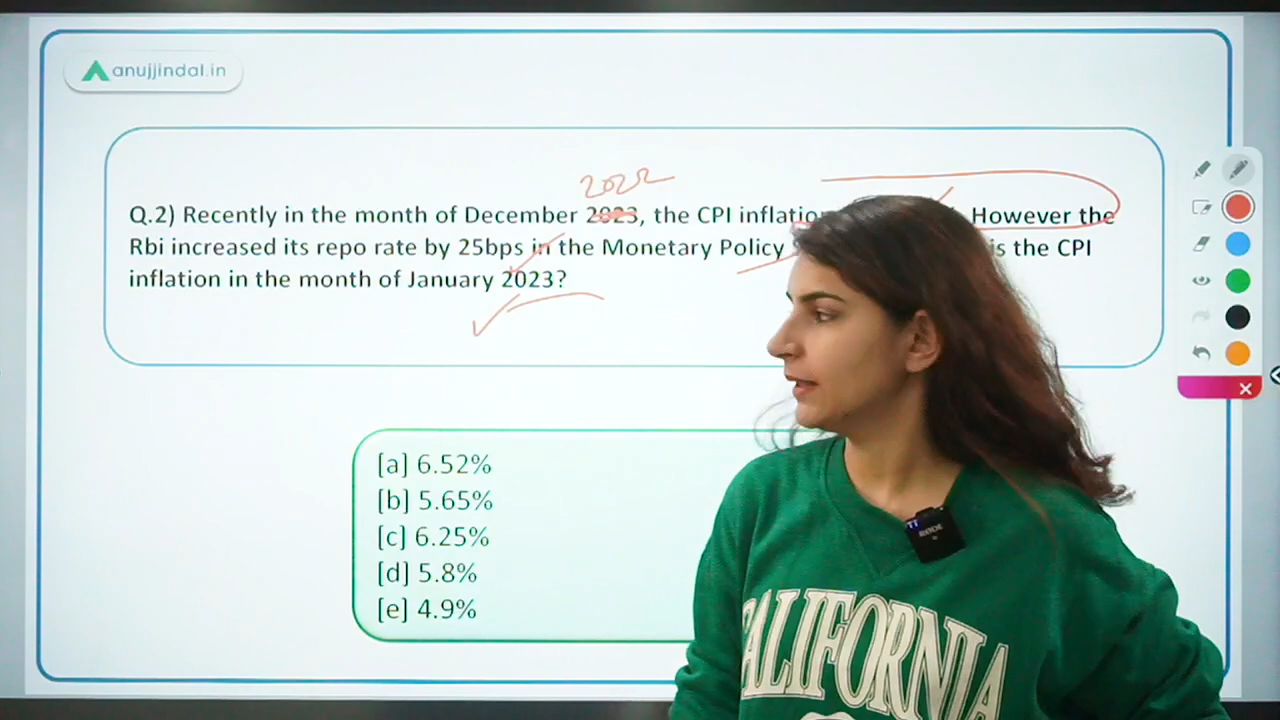 anujjindal.in
2022
Q.2) Recently in the month of December 2023, the CPI inflatio However the
Rbi increased its repo rate by 25bps in the Monetary Policy is the CPI
inflation in the month of January 2023?
[a] 6.52%
[b] 5.65%
[c] 6.25%
[d] 5.8%
[e] 4.9%
RODE
CALIFORNIA